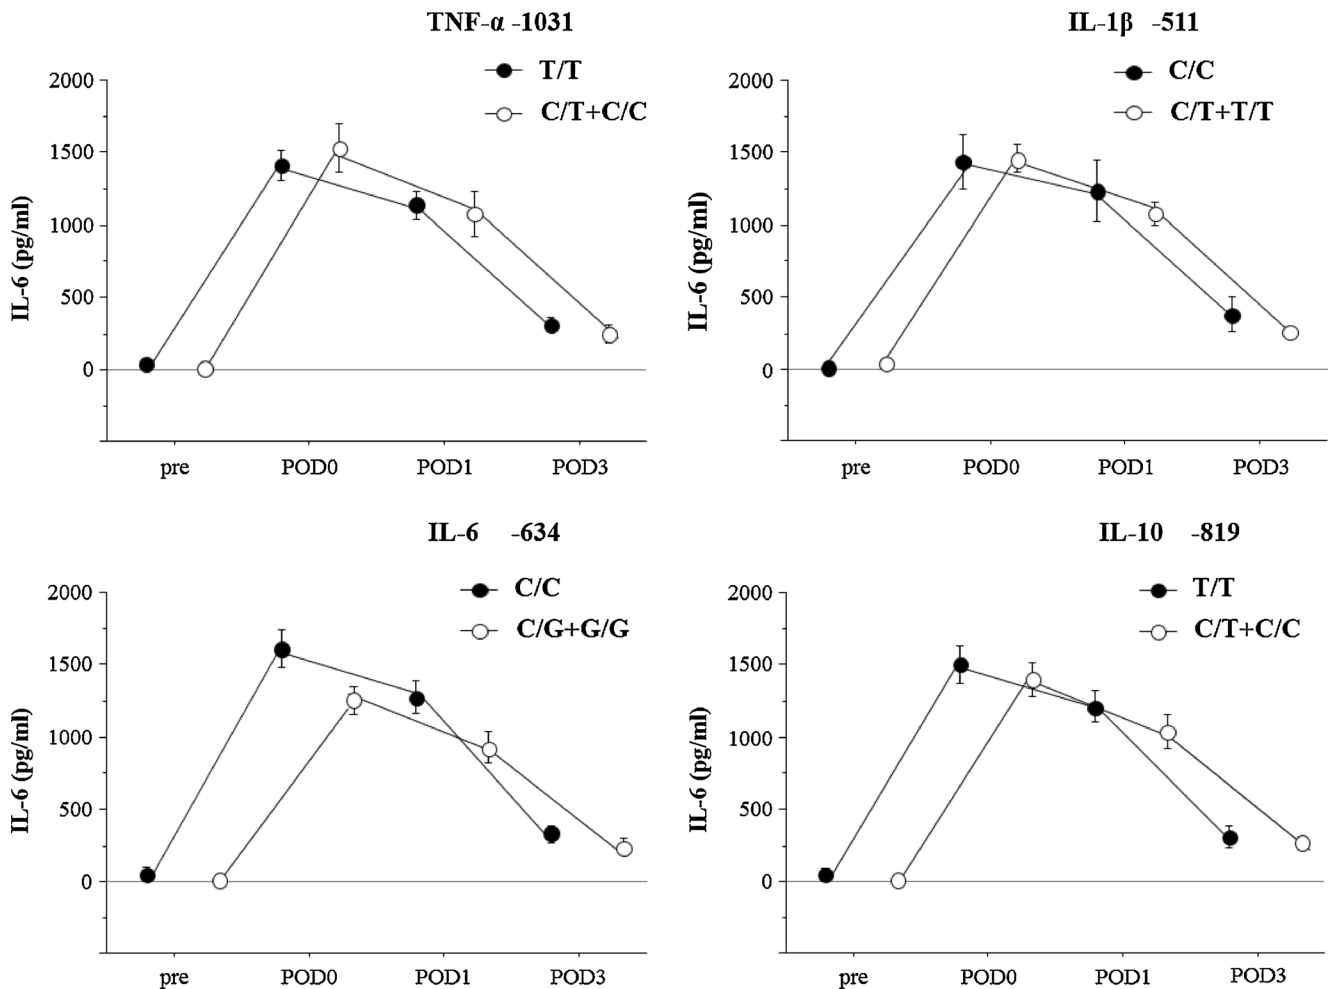 TNF-α -1031
T/T
C/T+C/C
2000
1500
1000
500
0
IL-6 (pg/ml)
pre POD0 POD1 POD3
IL-1β -511
C/C
C/T+T/T
2000
1500
1000
500
0
IL-6 (pg/ml)
pre POD0 POD1 POD3
IL-6 -634
C/C
C/G+G/G
2000
1500
1000
500
0
IL-6 (pg/ml)
pre POD0 POD1 POD3
IL-10 -819
T/T
C/T+C/C
2000
1500
1000
500
0
IL-6 (pg/ml)
pre POD0 POD1 POD3